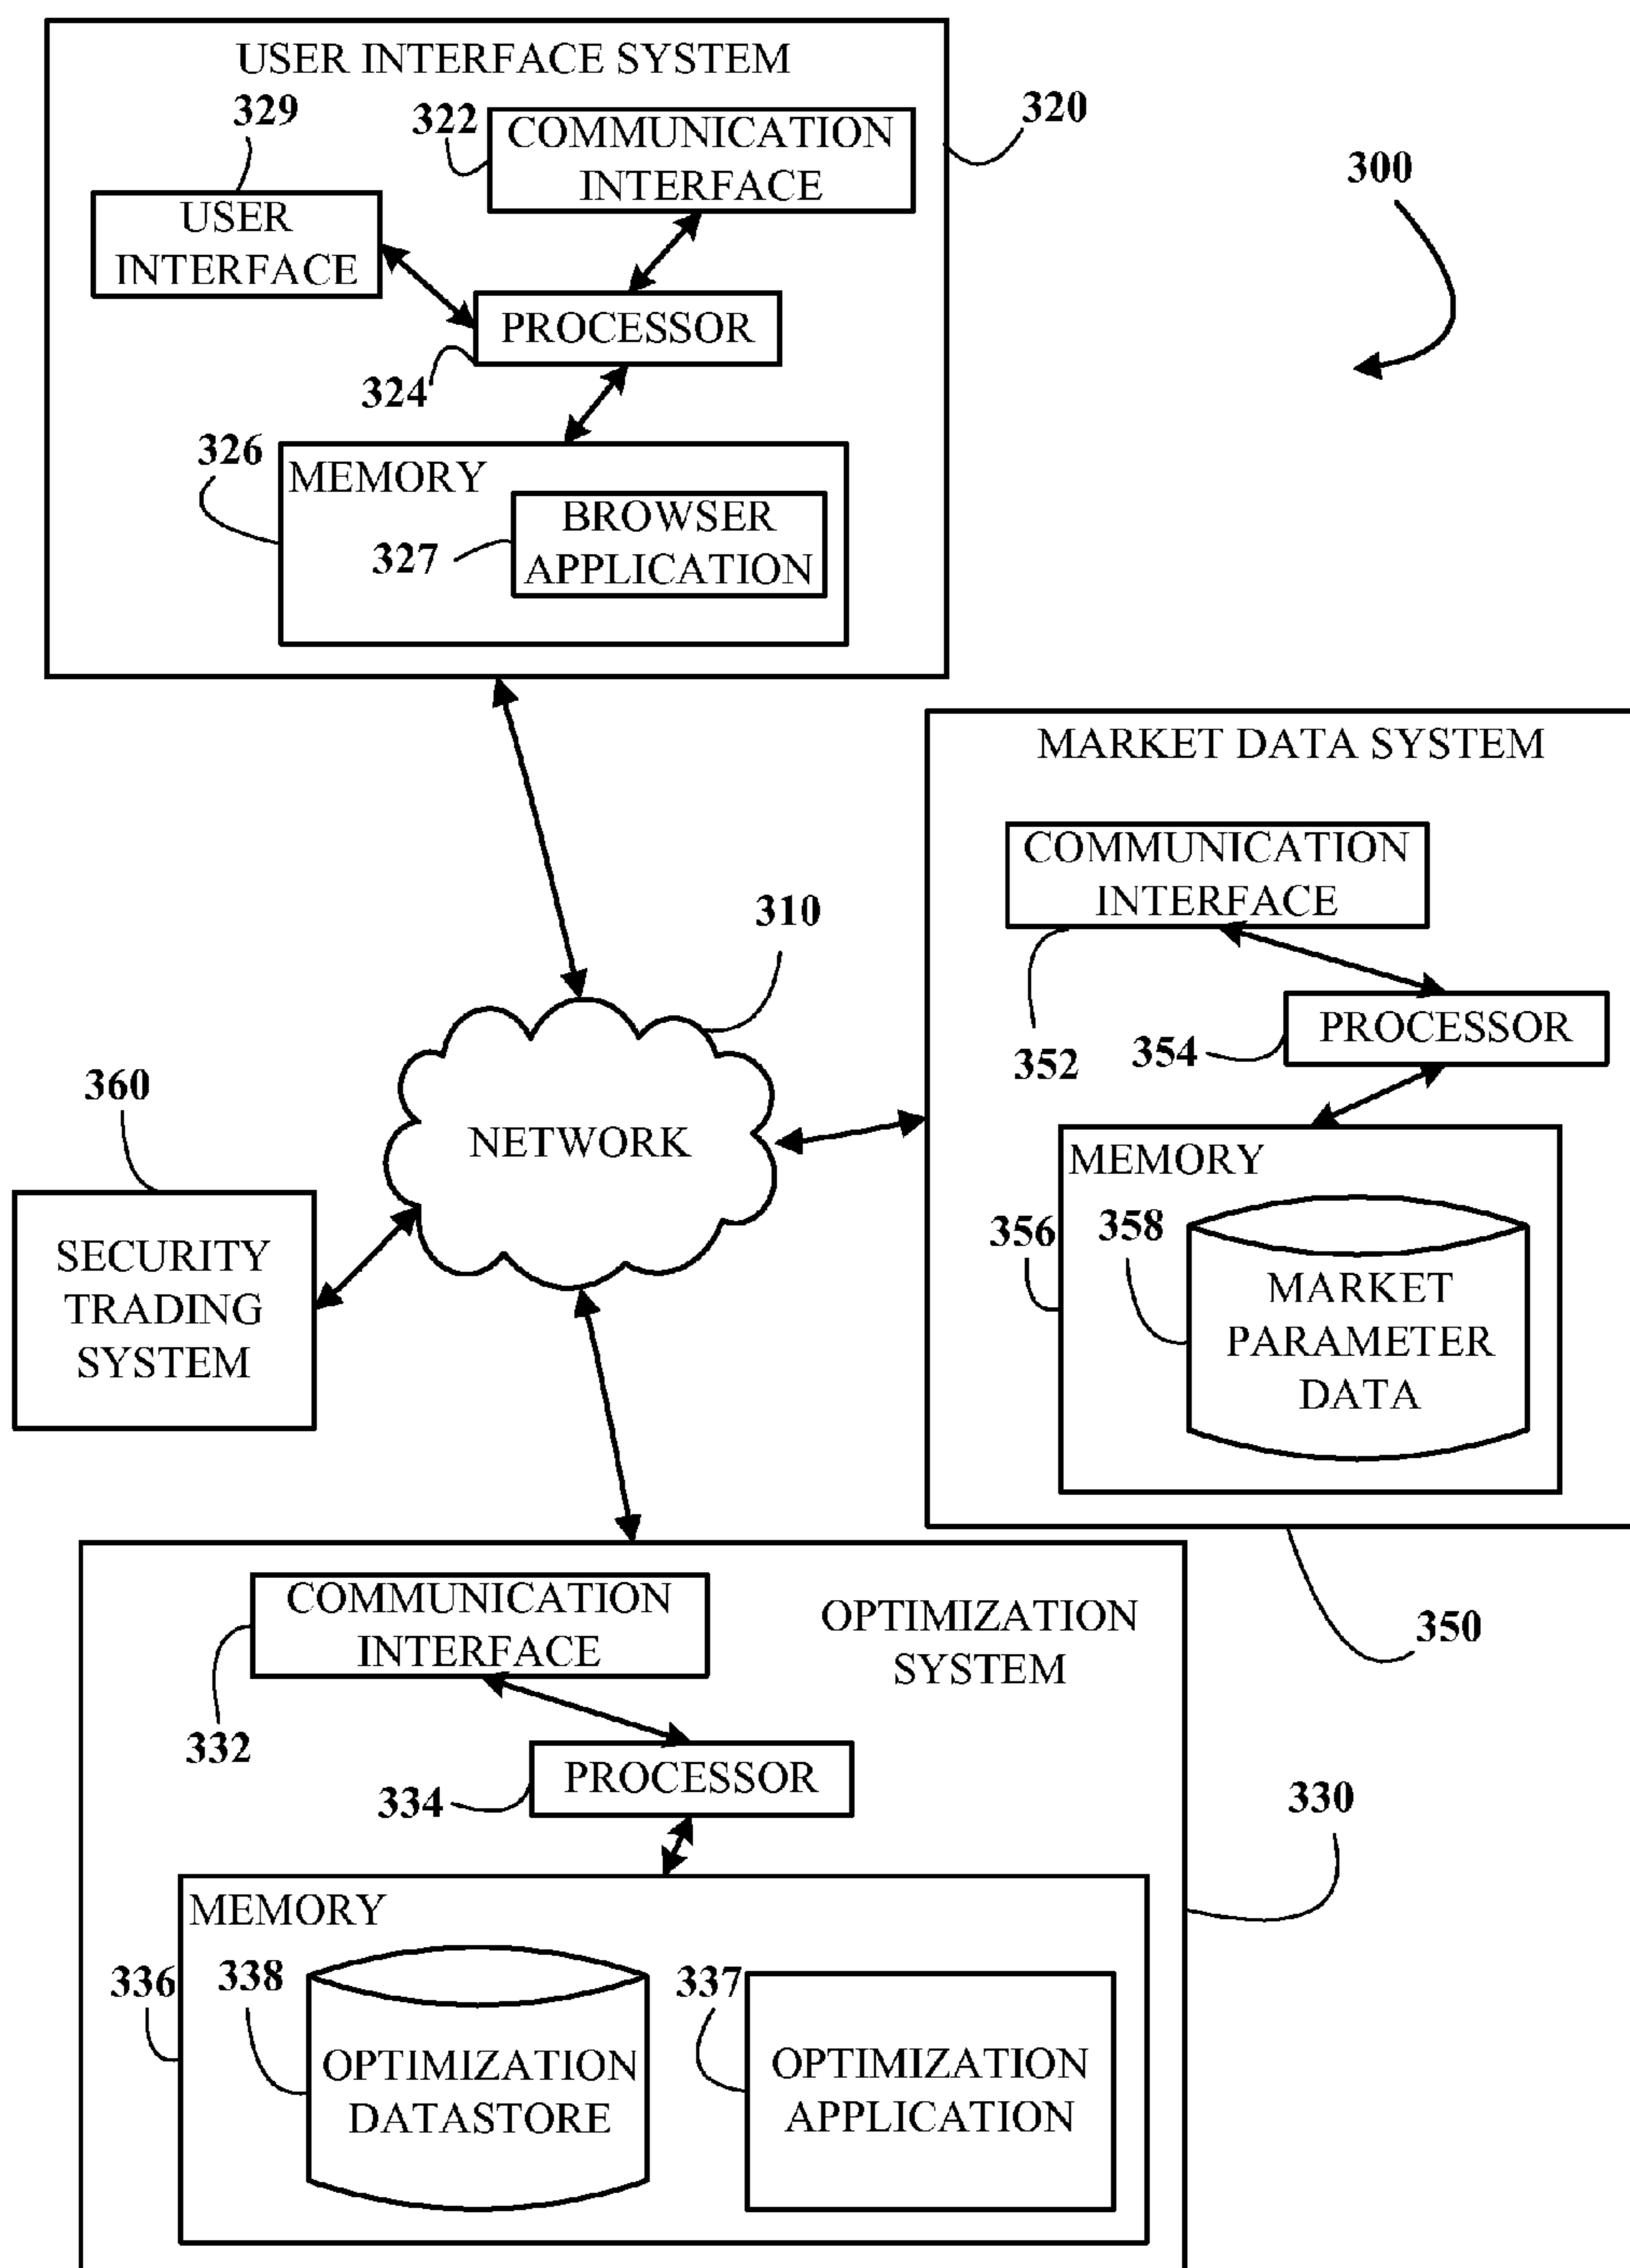 USER INTERFACE SYSTEM
329
322
COMMUNICATION
INTERFACE
320
300
USER
INTERFACE
PROCESSOR
324
326
MEMORY
BROWSER
APPLICATION
327
MARKET DATA SYSTEM
COMMUNICATION
INTERFACE
310
352
354
PROCESSOR
360
NETWORK
MEMORY
356
358
MARKET
PARAMETER
DATA
SECURITY
TRADING
SYSTEM
350
COMMUNICATION
INTERFACE
OPTIMIZATION
SYSTEM
332
PROCESSOR
334
330
MEMORY
336
338
337
OPTIMIZATION
DATASTORE
OPTIMIZATION
APPLICATION